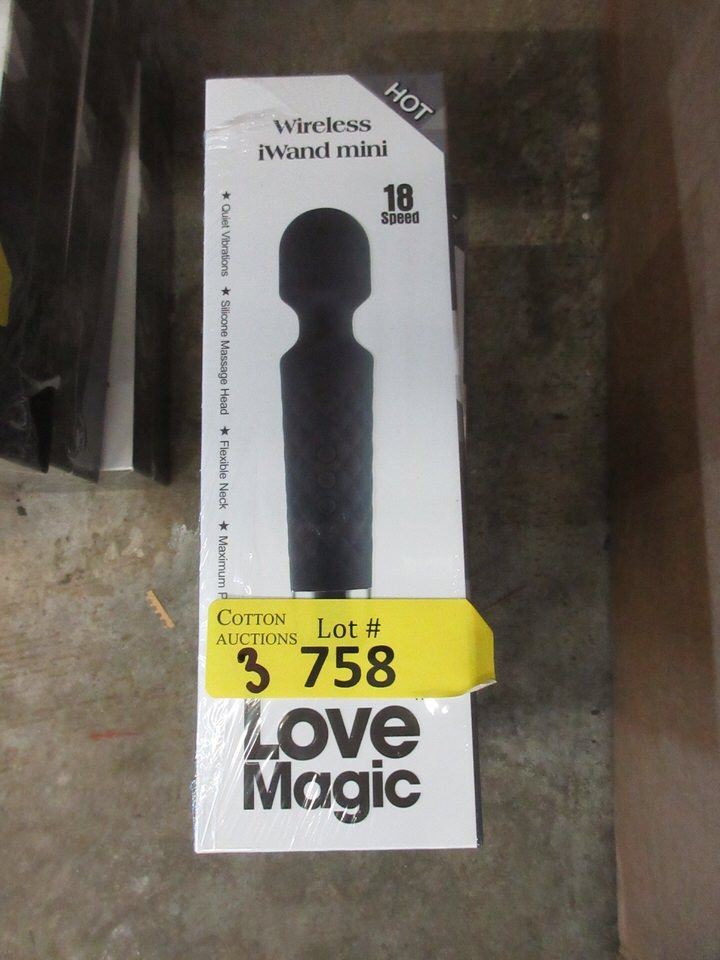 HOT
Wireless
iWand mini
18
Speed
★ Quiet Vibrations ★ Silicone Massage Head ★ Flexible Neck ★ Maximum
COTTON
AUCTIONS
Lot #
3 758
Love
Magic